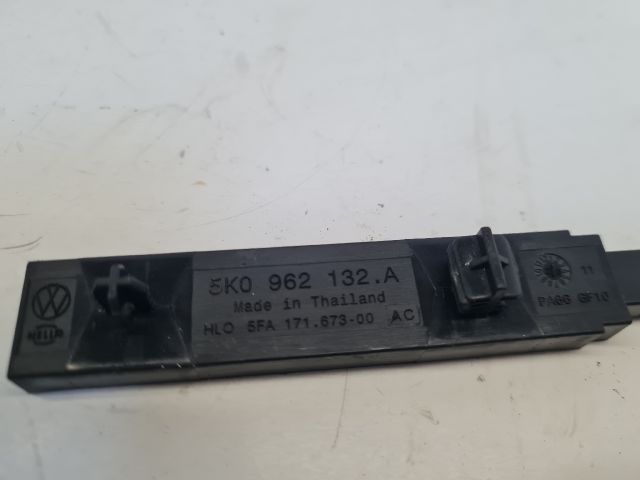 5K0 962 132.A
Made in Thailand
HLO 5FA 171.673-00 AC
HELLA
11
PA66 GF10